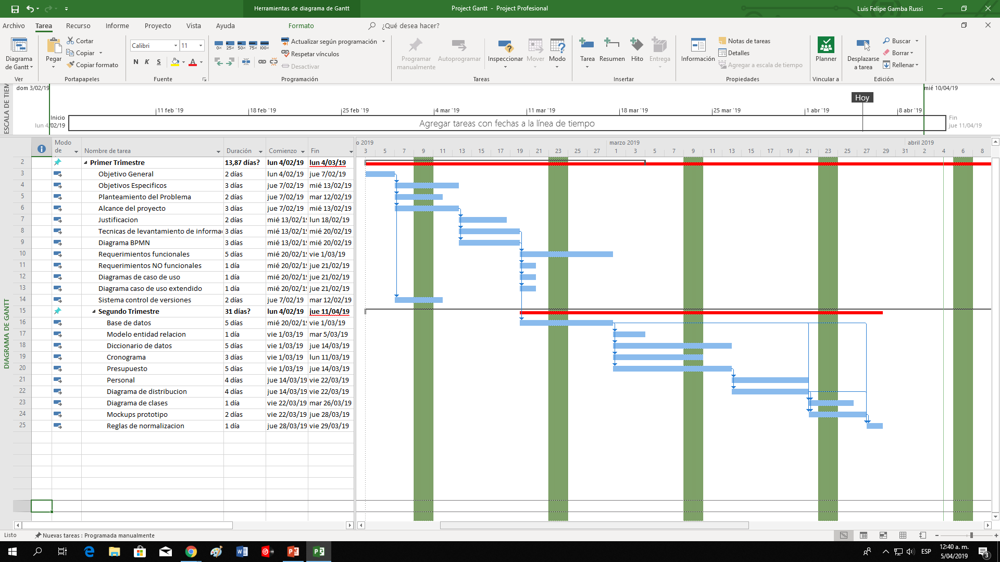 Herramientas de diagrama de Gantt
Project Gantt - Project Profesional
Luis Felipe Gamba Russi
Archivo Tarea Recurso Informe Proyecto Vista Ayuda Formato ¿Qué desea hacer?
Diagrama de Gantt
Ver
Pegar
Cortar
Copiar
Copiar formato
Portapapeles
Calibri 11
N K S A
Fuente
0% 25% 50% 75% 100%
Actualizar según programación
Respetar vínculos
Desactivar
Programación
Programar manualmente
Autoprogramar
Inspeccionar
Mover
Modo
Tareas
Tarea
Resumen
Hito
Entrega
Insertar
Información
Notas de tareas
Detalles
Agregar a escala de tiempo
Propiedades
Planner
Vincular a
Desplazarse a tarea
Buscar
Borrar
Rellenar
Edición
ESCALA DE TIEM
dom 3/02/19
mié 10/04/19
Hoy
11 feb '19 18 feb '19 25 feb '19 4 mar '19 11 mar '19 18 mar '19 25 mar '19 1 abr '19 8 abr '19
Inicio
lun 4/02/19
Agregar tareas con fechas a la línea de tiempo
Fin
jue 11/04/19
DIAGRAMA DE GANTT
Modo de Nombre de tarea Duración Comienzo Fin
o 2019 marzo 2019 abril 2019
3 5 7 9 11 13 15 17 19 21 23 25 27 1 3 5 7 9 11 13 15 17 19 21 23 25 27 29 31 2 4 6 8
2 Primer Trimestre 13,87 días? lun 4/02/19 lun 4/03/19
3 Objetivo General 2 días lun 4/02/19 jue 7/02/19
4 Objetivos Especificos 3 días jue 7/02/19 mié 13/02/19
5 Planteamiento del Problema 2 días jue 7/02/19 mar 12/02/19
6 Alcance del proyecto 3 días jue 7/02/19 mié 13/02/19
7 Justificacion 2 días mié 13/02/1 lun 18/02/19
8 Tecnicas de levantamiento de informa 3 días mié 13/02/1 mié 20/02/19
9 Diagrama BPMN 3 días mié 13/02/1 mié 20/02/19
10 Requerimientos funcionales 5 días mié 20/02/1 vie 1/03/19
11 Requerimientos NO funcionales 1 día mié 20/02/1 jue 21/02/19
12 Diagramas de caso de uso 1 día mié 20/02/1 jue 21/02/19
13 Diagrama caso de uso extendido 1 día mié 20/02/1 jue 21/02/19
14 Sistema control de versiones 2 días jue 7/02/19 mar 12/02/19
15 Segundo Trimestre 31 días? lun 4/02/19 jue 11/04/19
16 Base de datos 5 días mié 20/02/1 vie 1/03/19
17 Modelo entidad relacion 1 día vie 1/03/19 mar 5/03/19
18 Diccionario de datos 5 días vie 1/03/19 jue 14/03/19
19 Cronograma 3 días vie 1/03/19 lun 11/03/19
20 Presupuesto 5 días vie 1/03/19 jue 14/03/19
21 Personal 4 días jue 14/03/19 vie 22/03/19
22 Diagrama de distribucion 4 días jue 14/03/19 vie 22/03/19
23 Diagrama de clases 1 día vie 22/03/19 mar 26/03/19
24 Mockups prototipo 2 días vie 22/03/19 jue 28/03/19
25 Reglas de normalizacion 1 día jue 28/03/19 vie 29/03/19
Listo Nuevas tareas : Programada manualmente
ESP
12:40 a. m.
5/04/2019
3